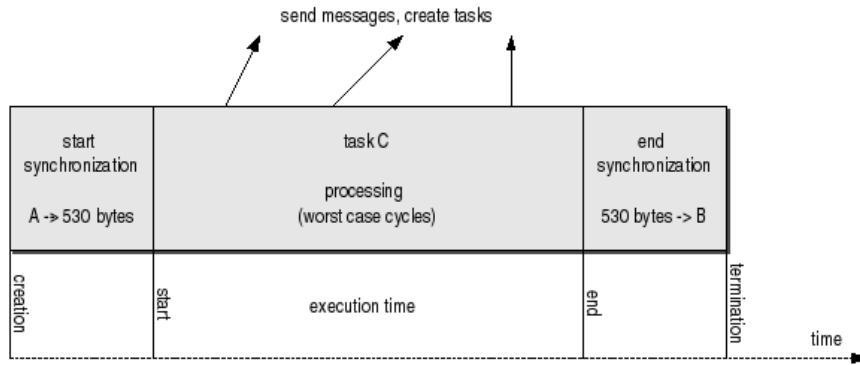 send messages, create tasks
start
synchronization
A -> 530 bytes
task C
processing
(worst case cycles)
end
synchronization
530 bytes -> B
creation
start
execution time
end
termination
time